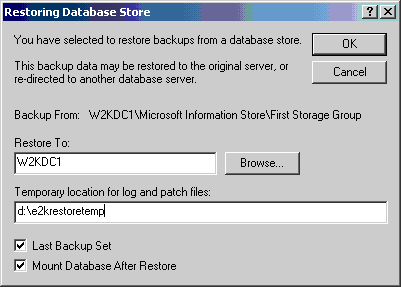 Restoring Database Store
You have selected to restore backups from a database store.
OK
This backup data may be restored to the original server, or
re-directed to another database server.
Cancel
Backup From: W2KDC1\Microsoft Information Store\First Storage Group
Restore To:
W2KDC1
Browse...
Temporary location for log and patch files:
d:\e2krestoretemp
Last Backup Set
Mount Database After Restore